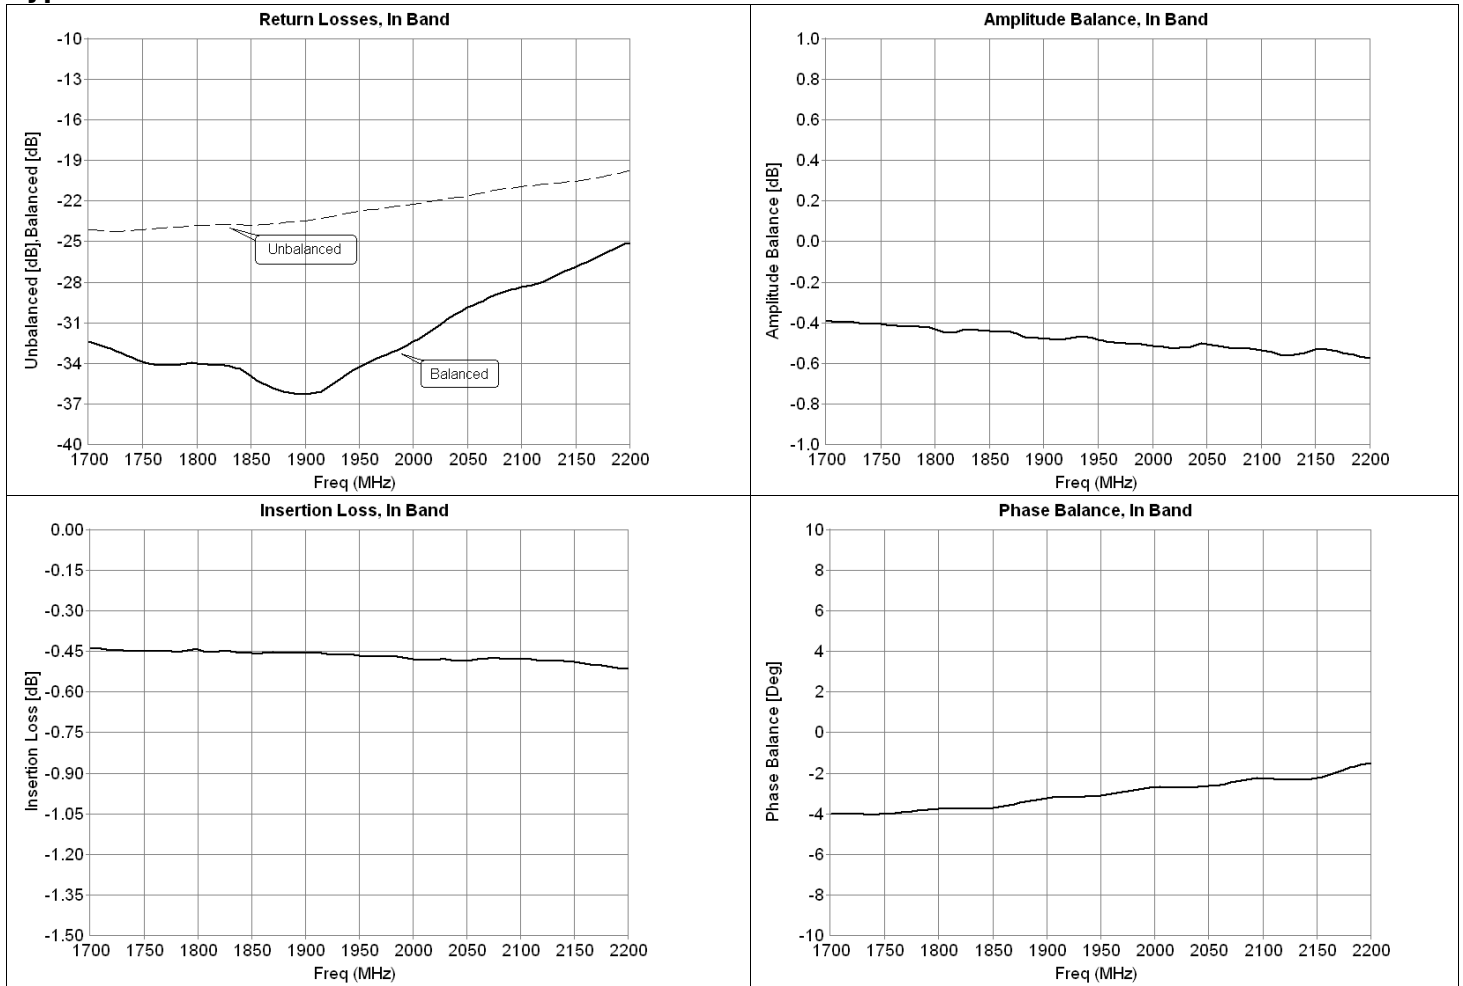 Return Losses, In Band
Unbalanced [dB],Balanced [dB]
-10
-13
-16
-19
-22
-25
-28
-31
-34
-37
-40
Unbalanced
Balanced
1700 1750 1800 1850 1900 1950 2000 2050 2100 2150 2200
Freq (MHz)
Amplitude Balance, In Band
Amplitude Balance [dB]
1.0
0.8
0.6
0.4
0.2
0.0
-0.2
-0.4
-0.6
-0.8
-1.0
1700 1750 1800 1850 1900 1950 2000 2050 2100 2150 2200
Freq (MHz)
Insertion Loss, In Band
Insertion Loss [dB]
0.00
-0.15
-0.30
-0.45
-0.60
-0.75
-0.90
-1.05
-1.20
-1.35
-1.50
1700 1750 1800 1850 1900 1950 2000 2050 2100 2150 2200
Freq (MHz)
Phase Balance, In Band
Phase Balance [Deg]
10
8
6
4
2
0
-2
-4
-6
-8
-10
1700 1750 1800 1850 1900 1950 2000 2050 2100 2150 2200
Freq (MHz)